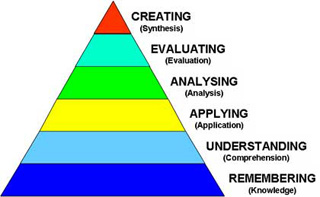 CREATING
(Synthesis)
EVALUATING
(Evaluation)
ANALYSING
(Analysis)
APPLYING
(Application)
UNDERSTANDING
(Comprehension)
REMEMBERING
(Knowledge)